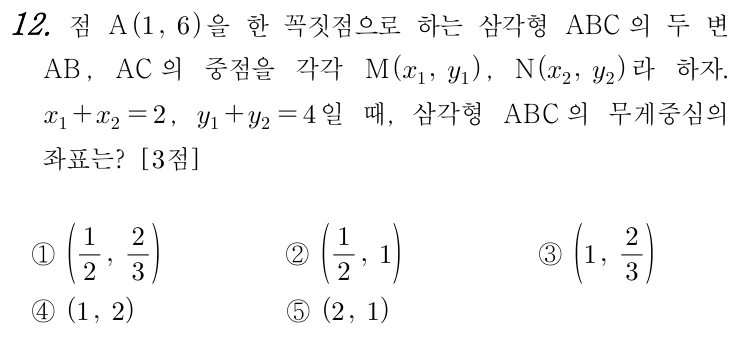 12. 점 A(1, 6)을 한 꼭짓점으로 하는 삼각형 ABC의 두 변
AB, AC의 중점을 각각 M(x₁, y₁), N(x₂, y₂)라 하자.
x₁+x₂=2, y₁+y₂=4일 때, 삼각형 ABC의 무게중심의
좌표는? [3점]
① (1/2, 2/3) ② (1/2, 1) ③ (1, 2/3)
④ (1, 2) ⑤ (2, 1)